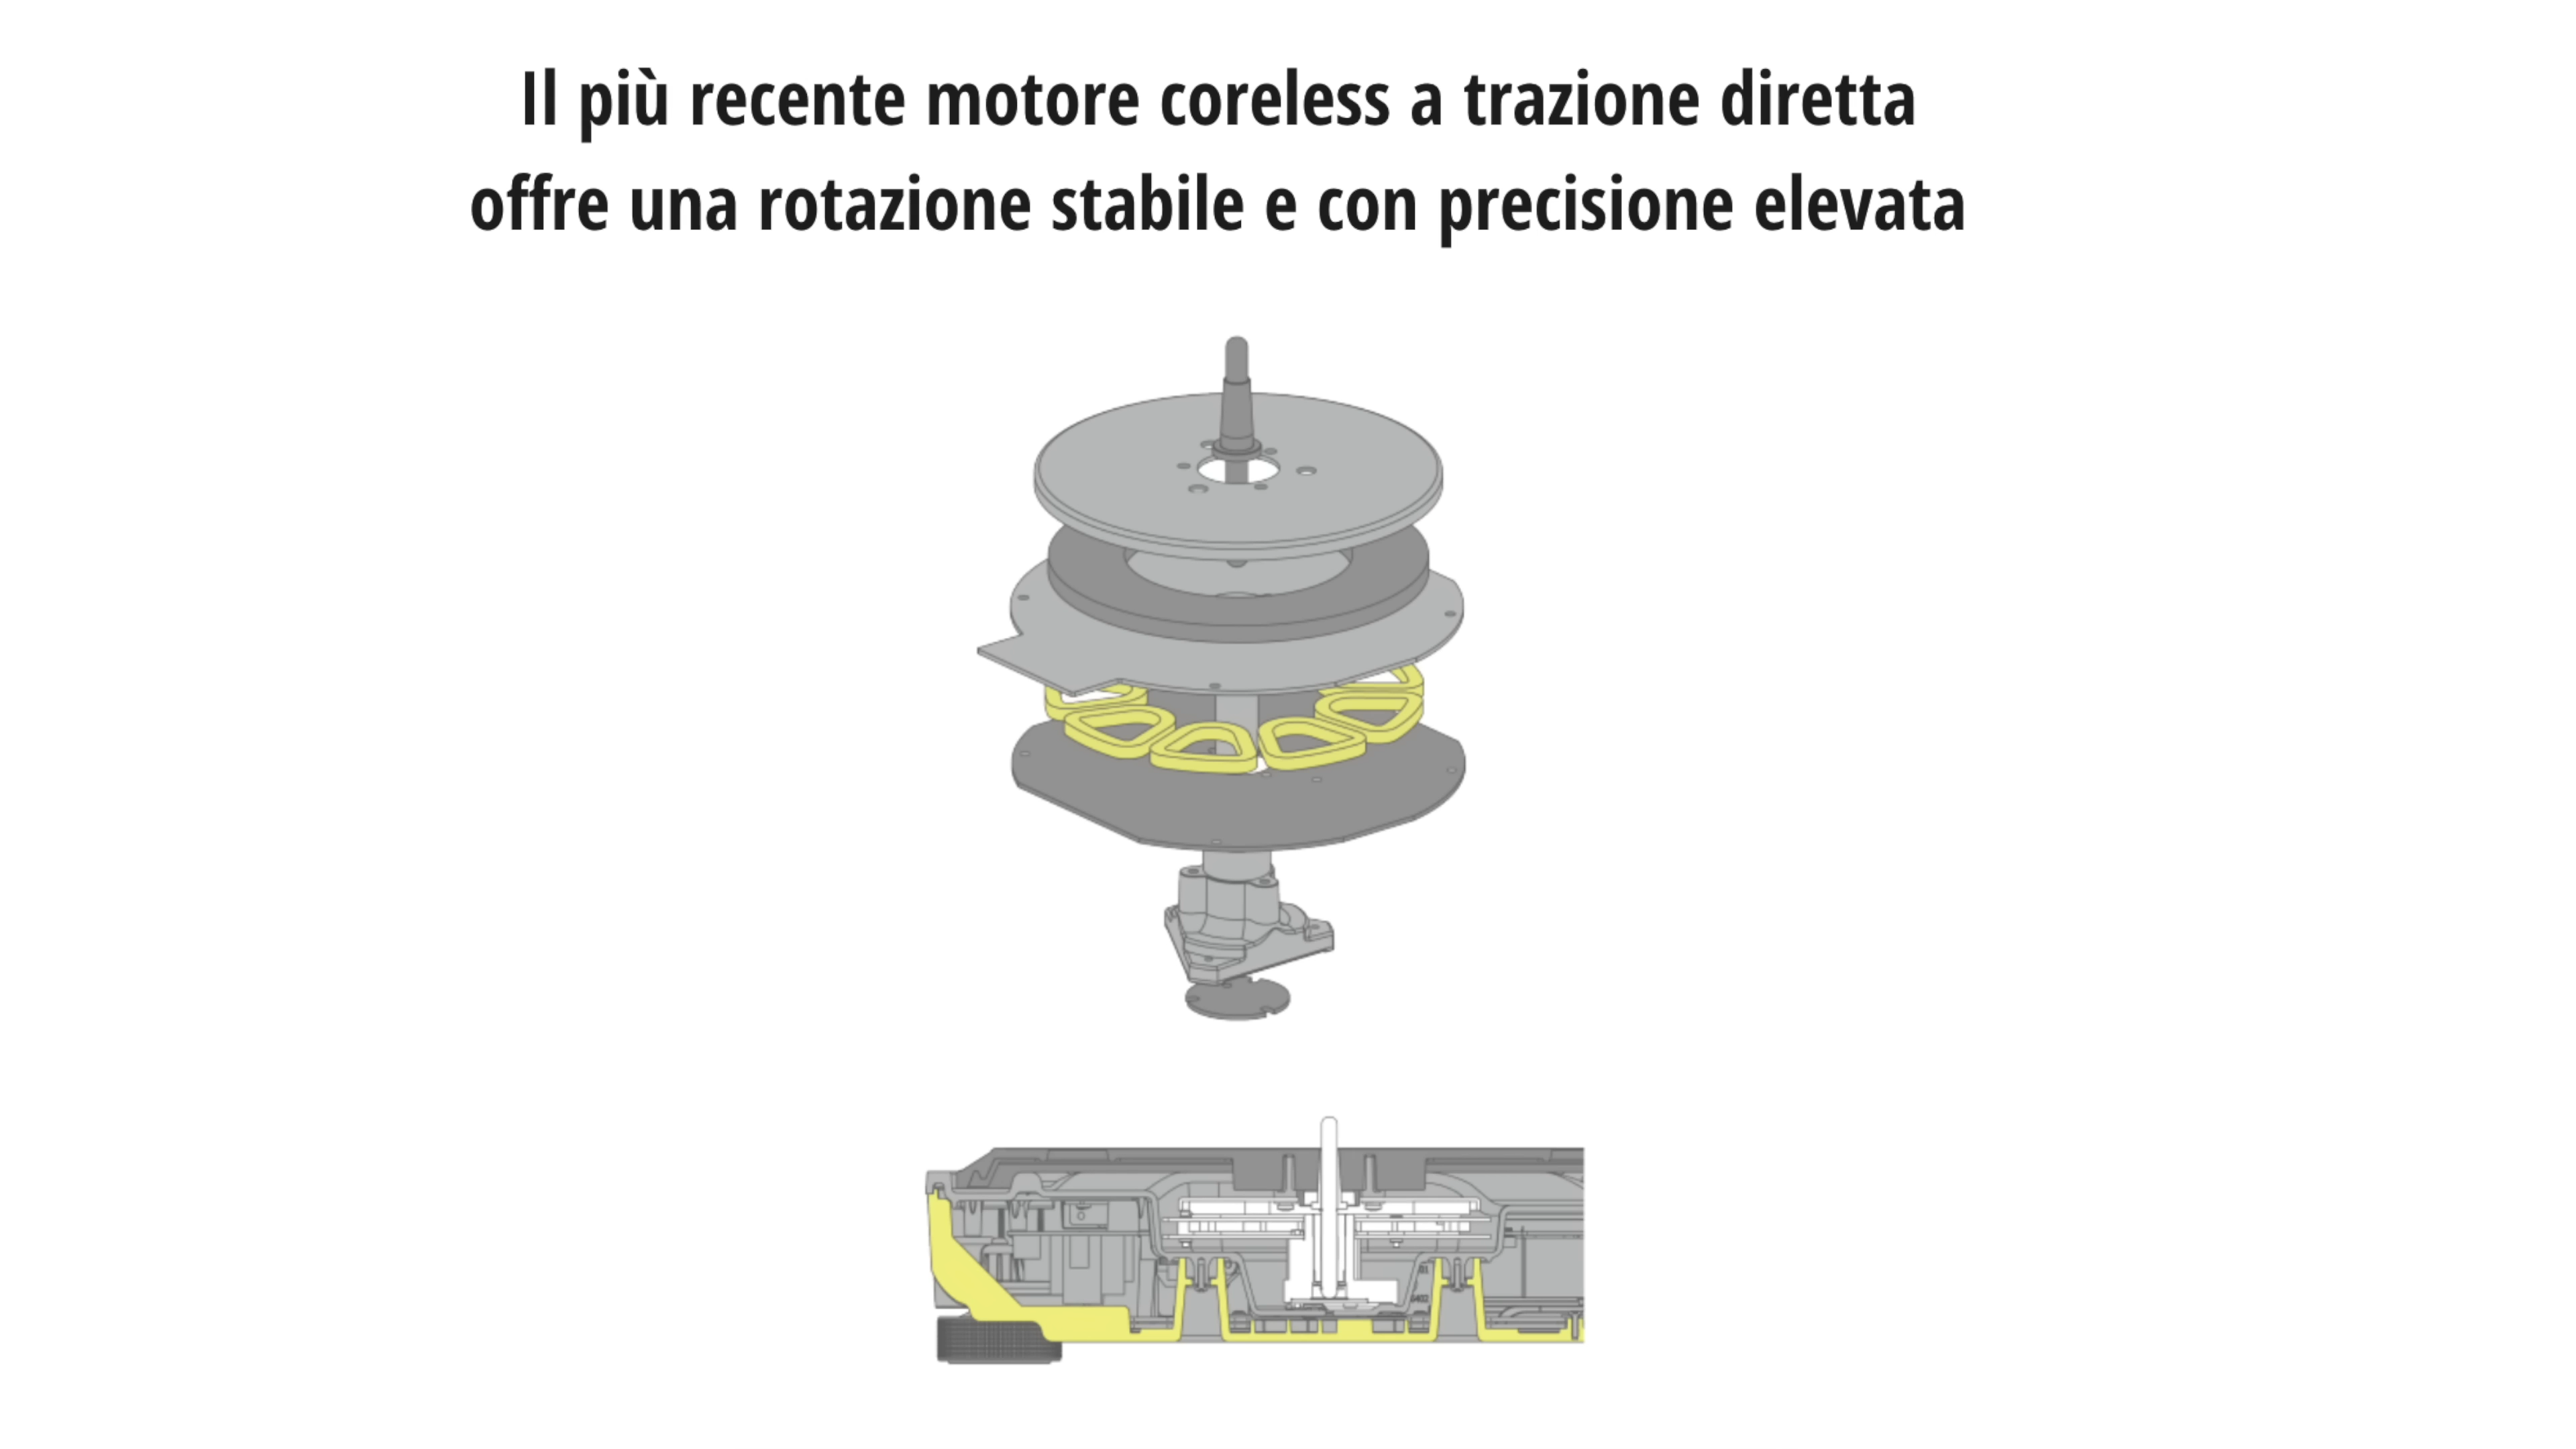 Il più recente motore coreless a trazione diretta
offre una rotazione stabile e con precisione elevata